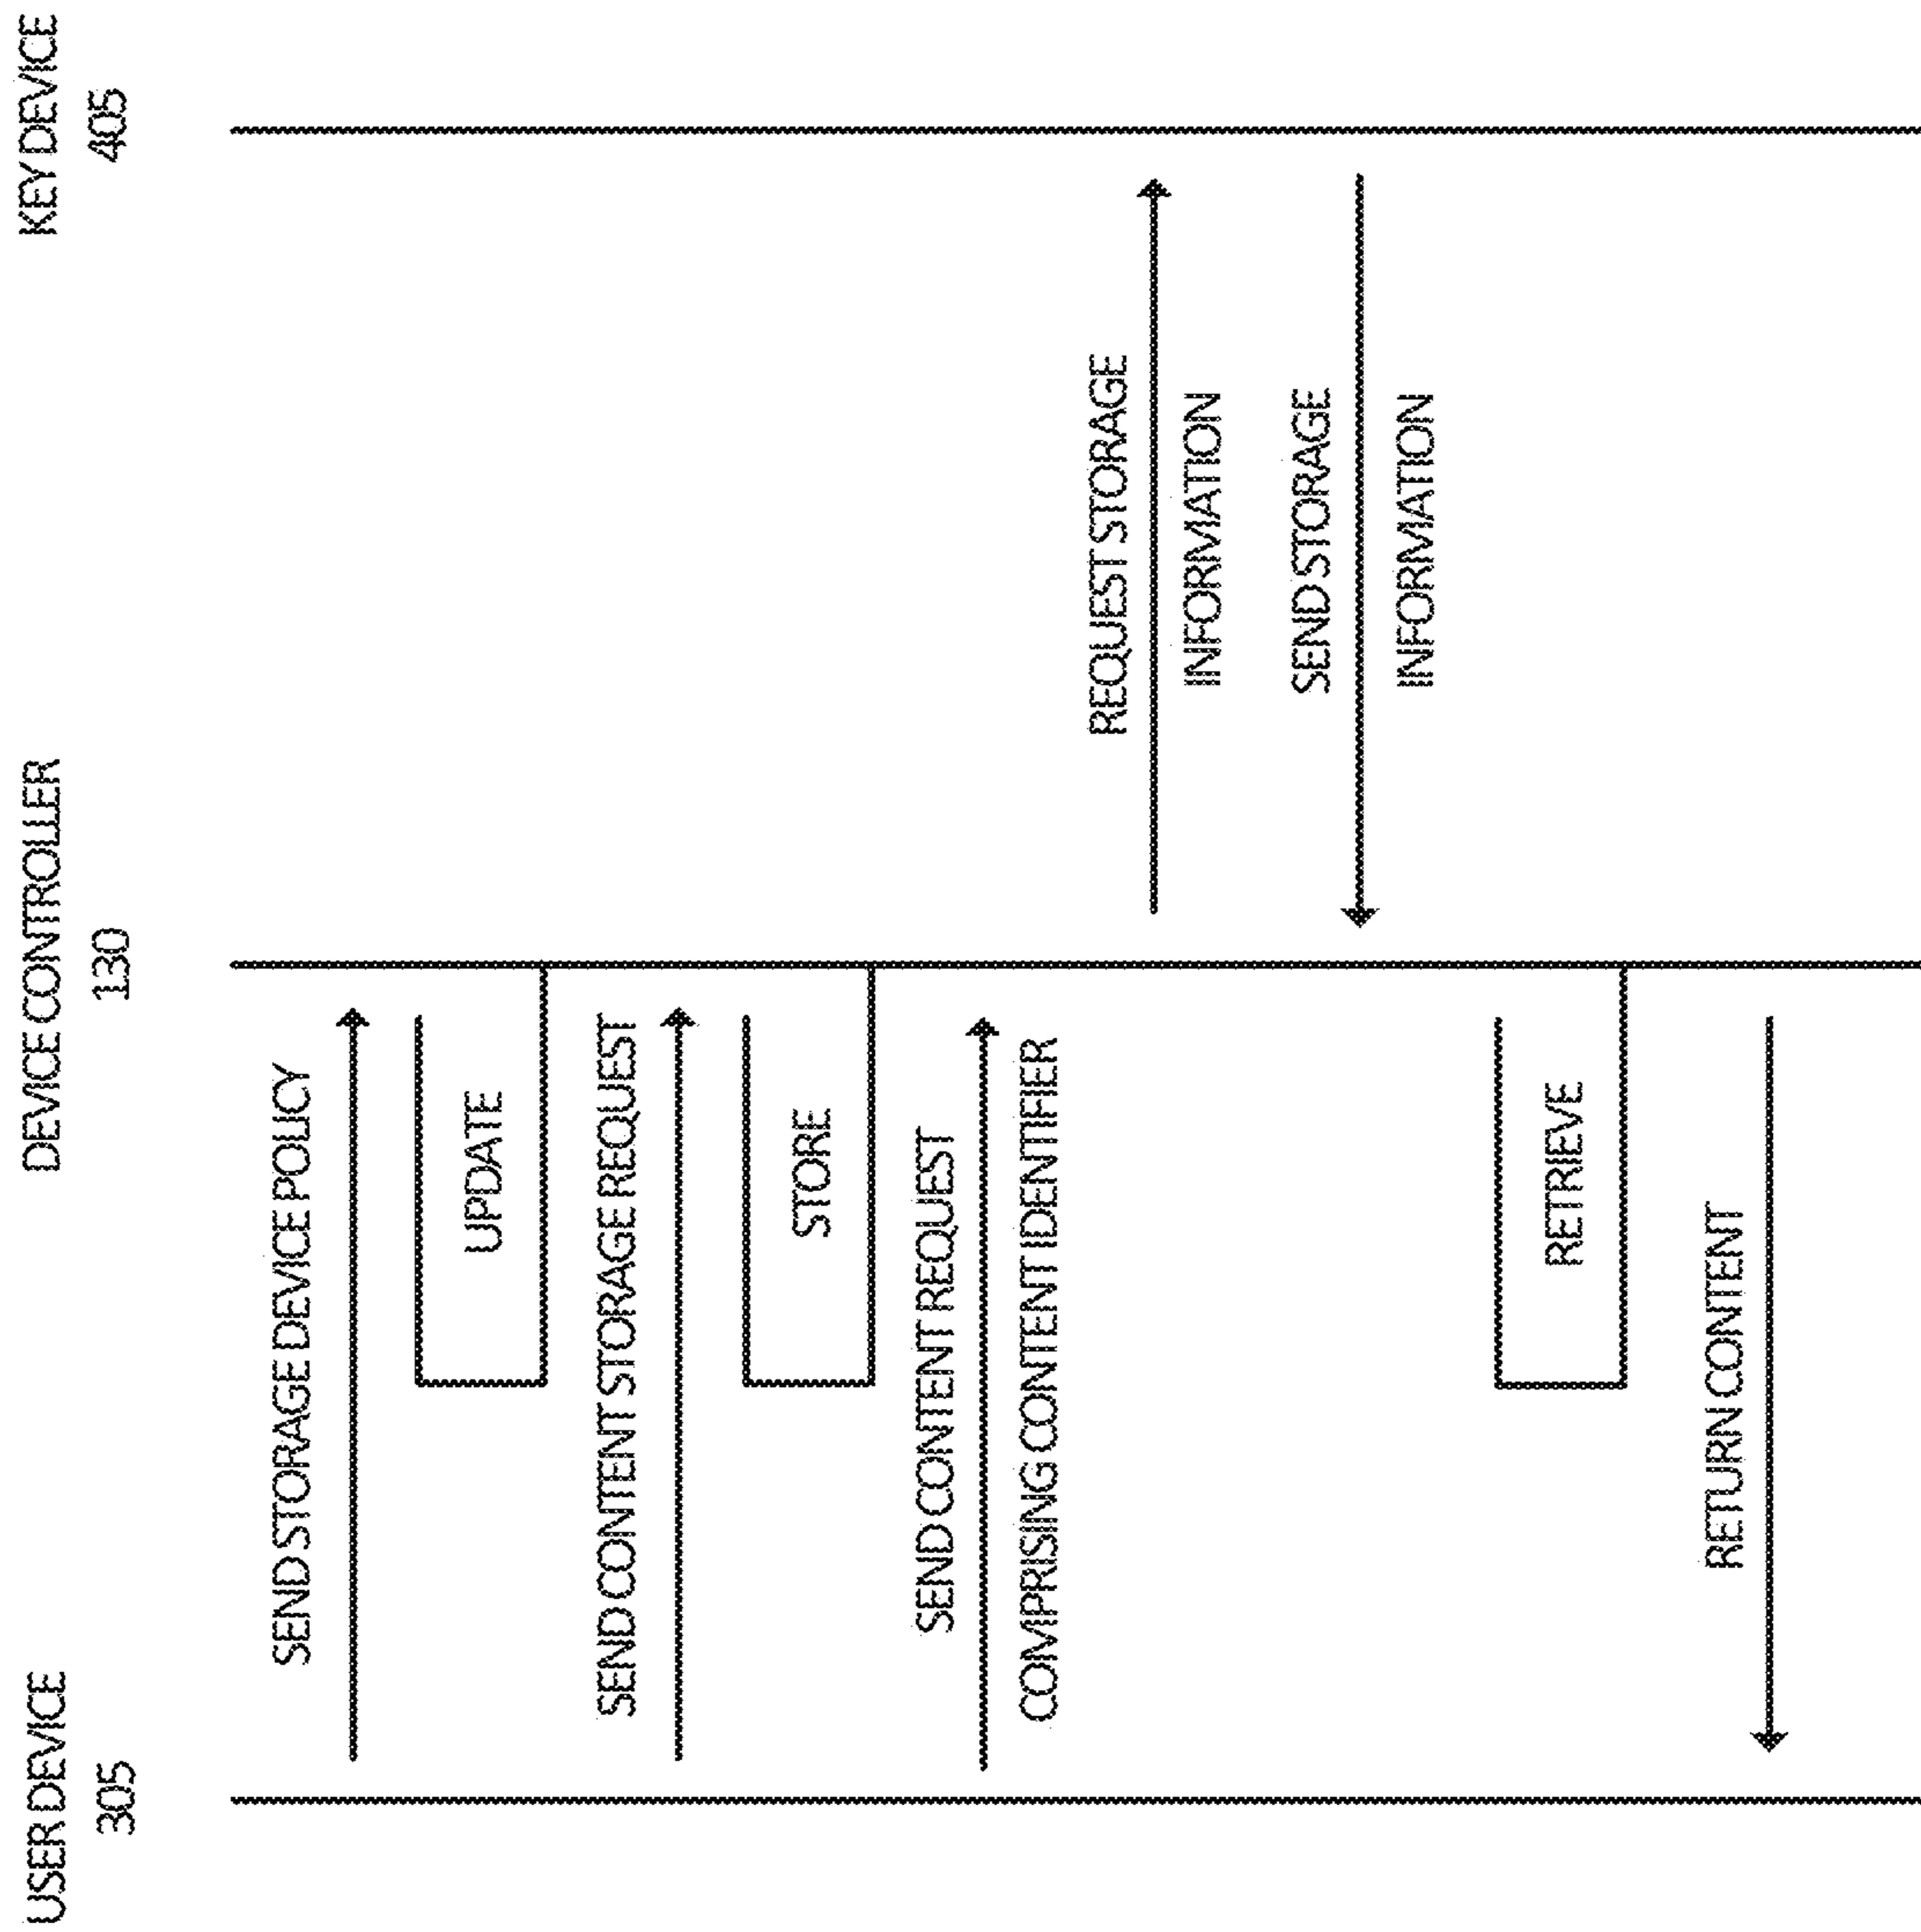 USER DEVICE
305
DEVICE CONTROLLER
130
KEY DEVICE
405
SEND STORAGE DEVICE POLICY
UPDATE
SEND CONTENT STORAGE REQUEST
STORE
SEND CONTENT REQUEST
COMPRISING CONTENT IDENTIFIER
REQUEST STORAGE
INFORMATION
SEND STORAGE
INFORMATION
RETRIEVE
RETURN CONTENT